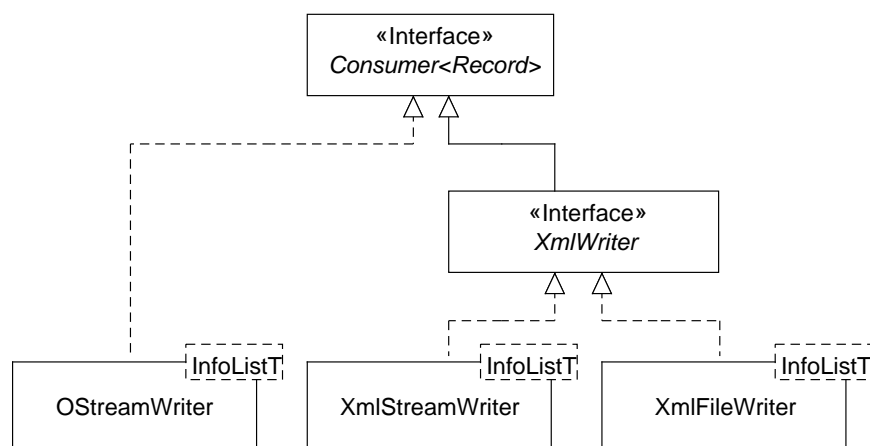 «Interface»
Consumer<Record>
«Interface»
XmlWriter
InfoListT
OStreamWriter
InfoListT
XmlStreamWriter
InfoListT
XmlFileWriter